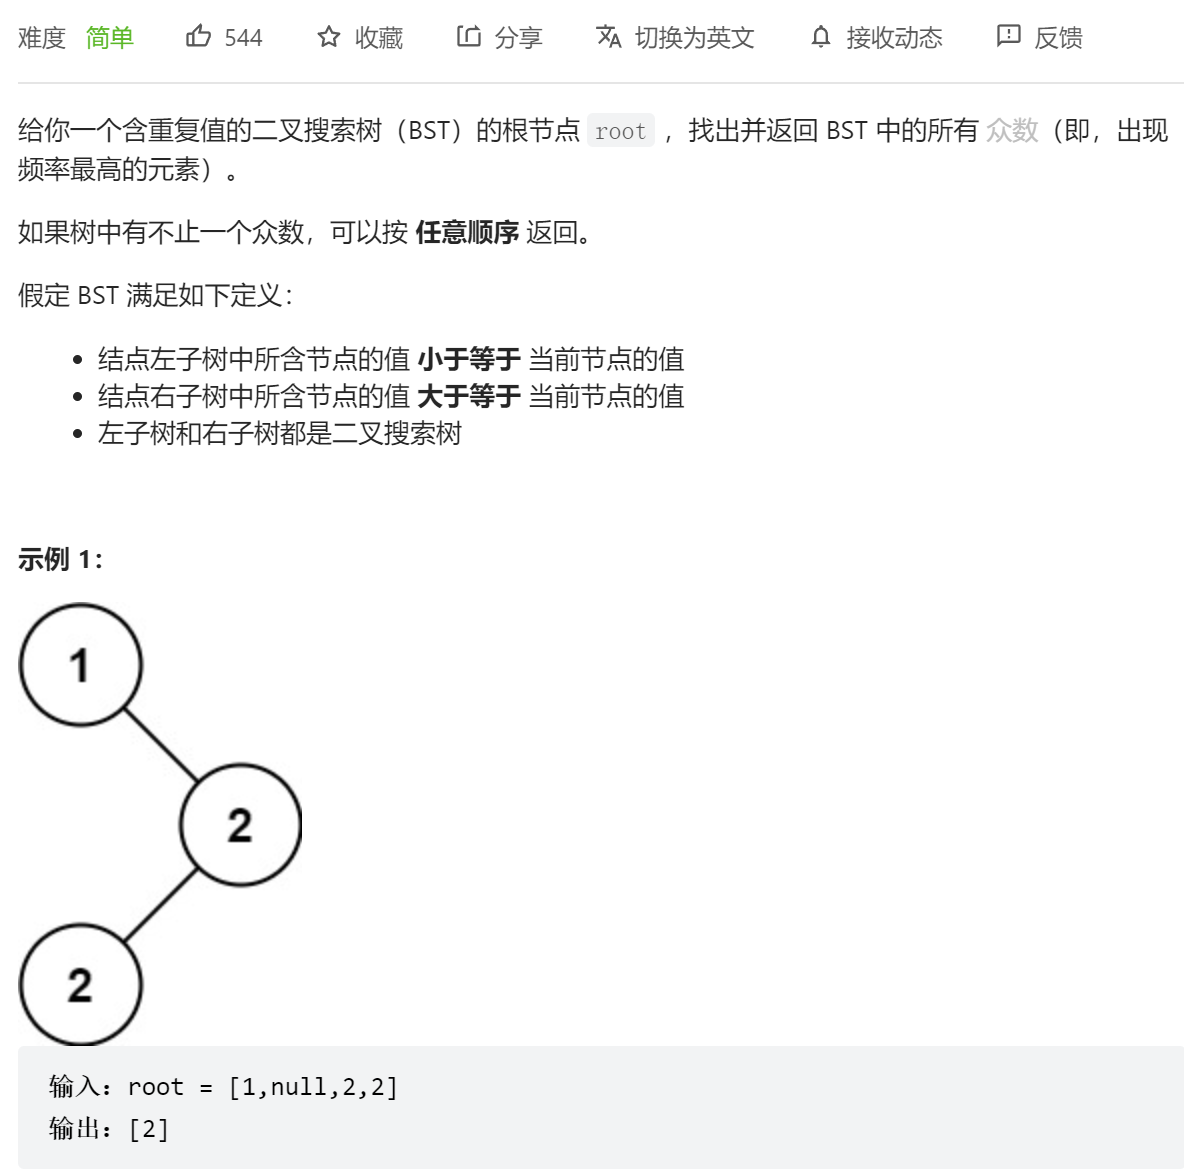 难度 简单 544 收藏 分享 切换为英文 接收动态 反馈
给你一个含重复值的二叉搜索树（BST）的根节点 root ，找出并返回 BST 中的所有 众数（即，出现
频率最高的元素）。
如果树中有不止一个众数，可以按 任意顺序 返回。
假定 BST 满足如下定义：
结点左子树中所含节点的值 小于等于 当前节点的值
结点右子树中所含节点的值 大于等于 当前节点的值
左子树和右子树都是二叉搜索树
示例 1：
1
2
2
输入：root = [1,null,2,2]
输出：[2]